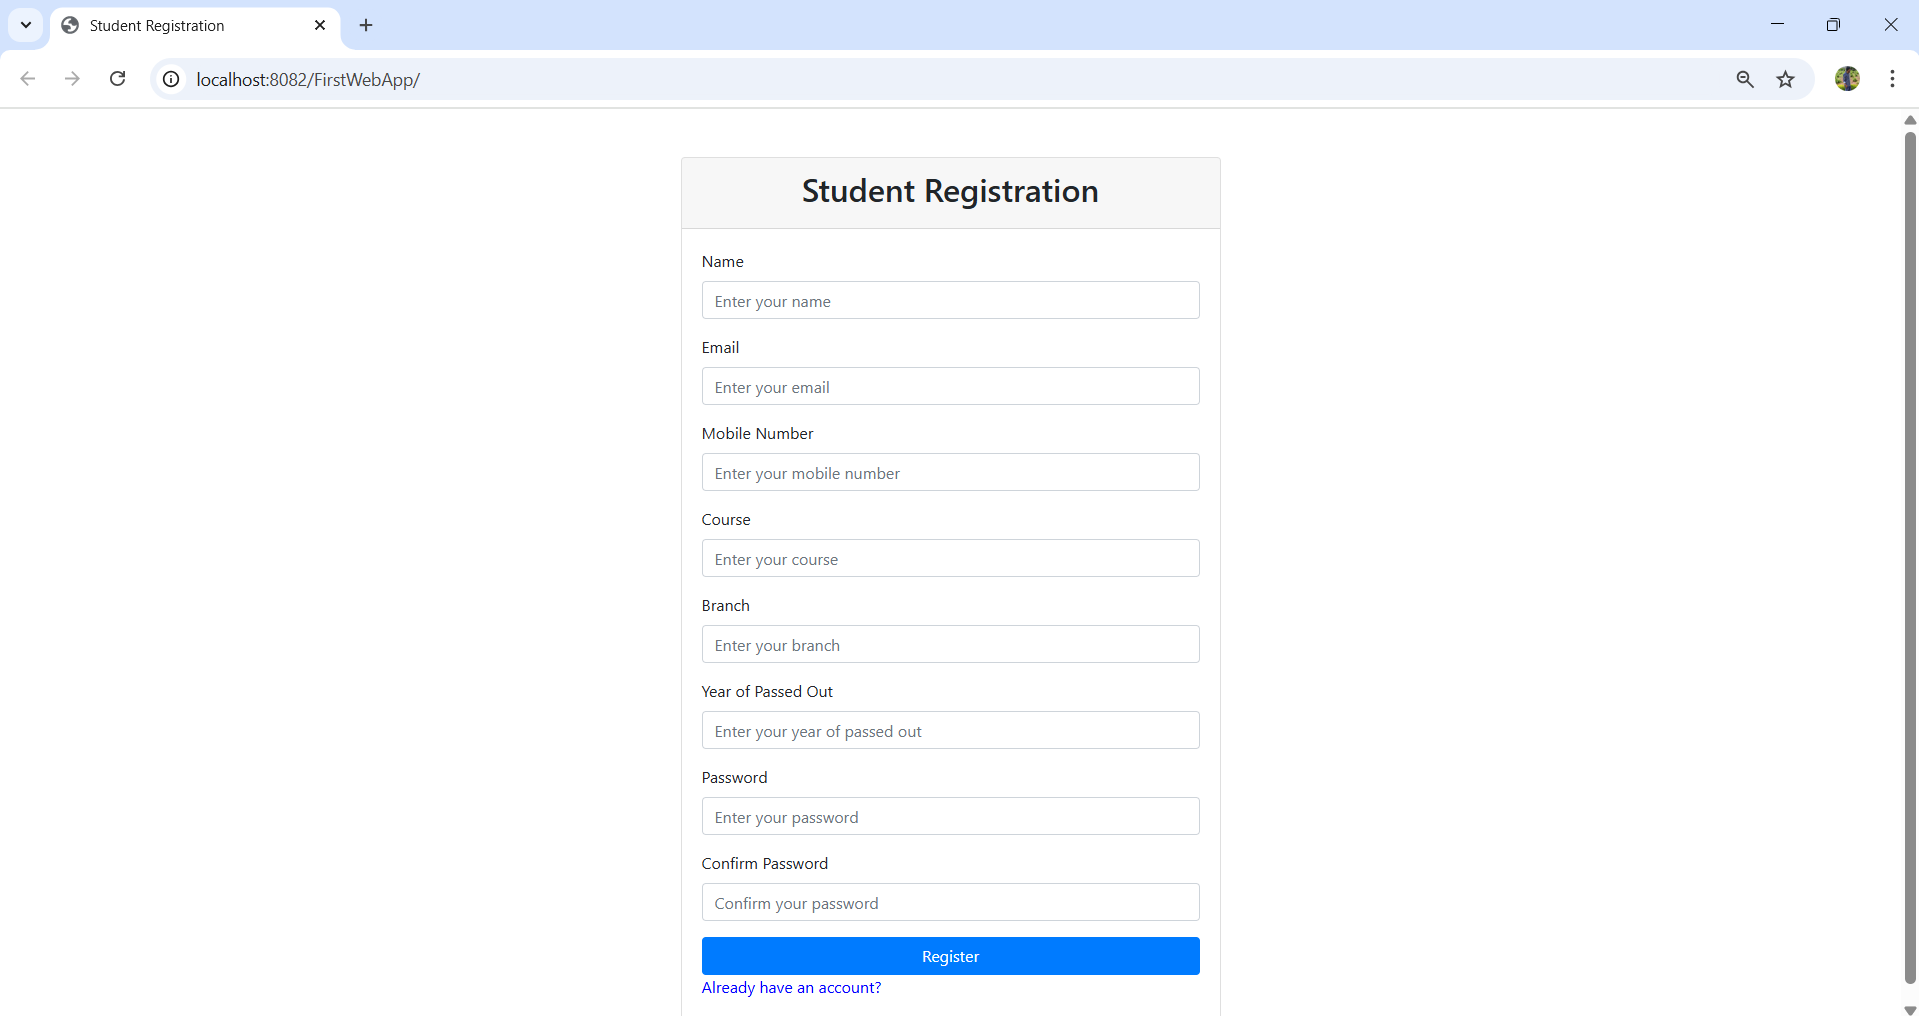 Student Registration
localhost:8082/FirstWebApp/
Student Registration
Name
Enter your name
Email
Enter your email
Mobile Number
Enter your mobile number
Course
Enter your course
Branch
Enter your branch
Year of Passed Out
Enter your year of passed out
Password
Enter your password
Confirm Password
Confirm your password
Register
Already have an account?